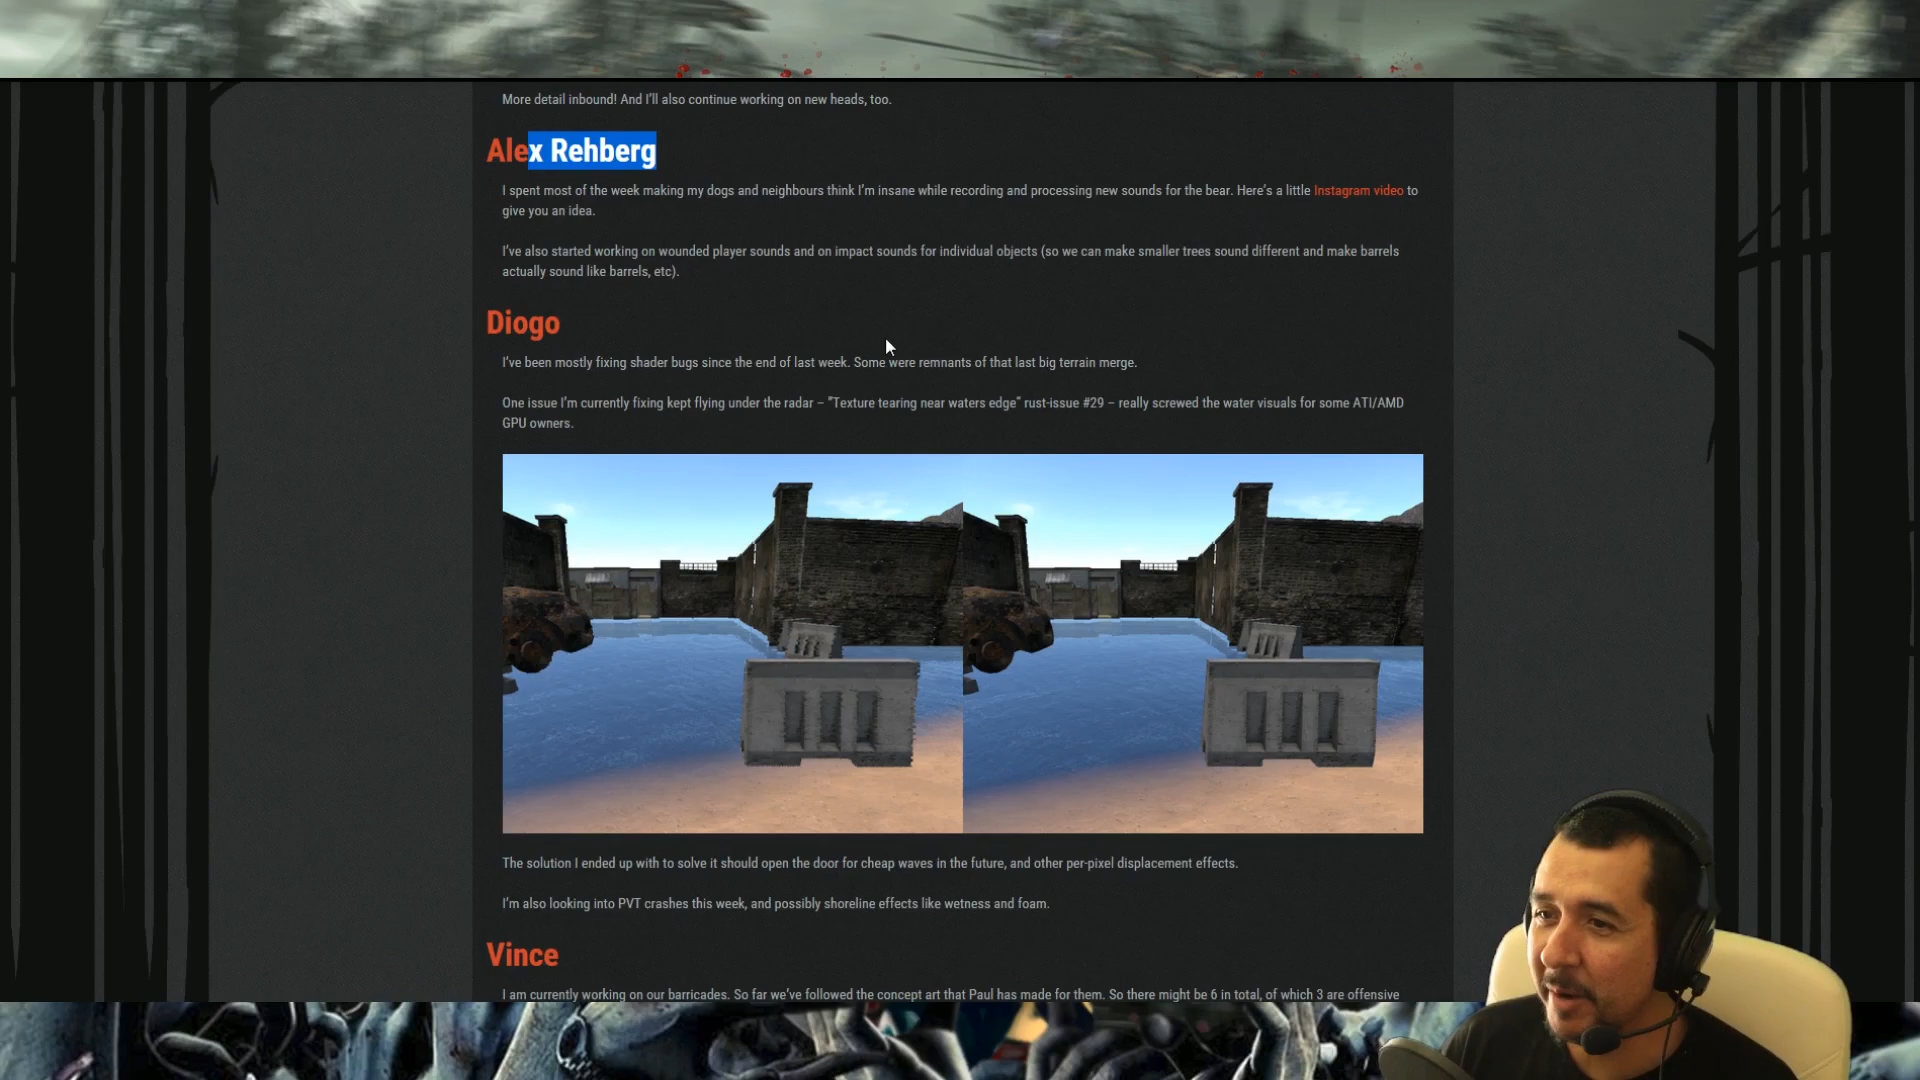 More detail inbound! And I'll also continue working on new heads, too.
Alex Rehberg
I spent most of the week making my dogs and neighbours think I'm insane while recording and processing new sounds for the bear. Here's a little Instagram video to
give you an idea.
I've also started working on wounded player sounds and on impact sounds for individual objects (so we can make smaller trees sound different and make barrels
actually sound like barrels, etc).
Diogo
I've been mostly fixing shader bugs since the end of last week. Some were remnants of that last big terrain merge.
One issue I'm currently fixing kept flying under the radar – "Texture tearing near waters edge" rust-issue #29 – really screwed the water visuals for some ATI/AMD
GPU owners.
The solution I ended up with to solve it should open the door for cheap waves in the future, and other per-pixel displacement effects.
I'm also looking into PVT crashes this week, and possibly shoreline effects like wetness and foam.
Vince
I am currently working on our barricades. So far we've followed the concept art that Paul has made for them. So there might be 6 in total, of which 3 are offensive